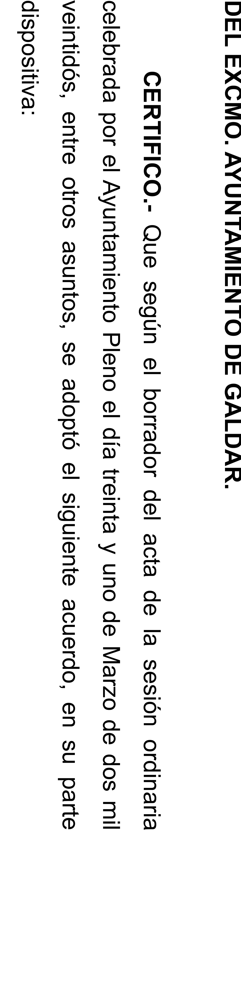 DEL EXCMO. AYUNTAMIENTO DE GALDAR.
CERTIFICO.- Que según el borrador del acta de la sesión ordinaria
celebrada por el Ayuntamiento Pleno el día treinta y uno de Marzo de dos mil
veintidós, entre otros asuntos, se adoptó el siguiente acuerdo, en su parte
dispositiva: